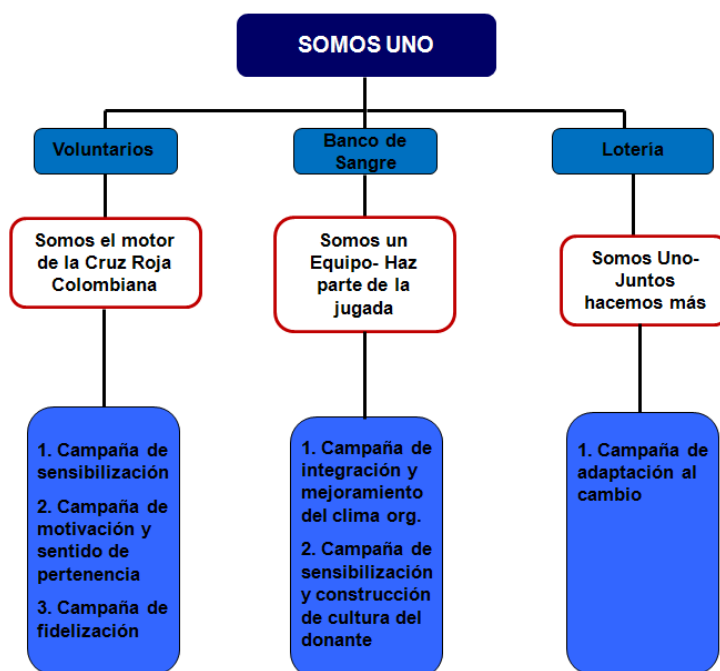 SOMOS UNO
Voluntarios
Banco de
Sangre
Lotería
Somos el motor
de la Cruz Roja
Colombiana
Somos un
Equipo- Haz
parte de la
jugada
Somos Uno-
Juntos
hacemos más
1. Campaña de
sensibilización
2. Campaña de
motivación y
sentido de
pertenencia
3. Campaña de
fidelización
1. Campaña de
integración y
mejoramiento
del clima org.
2. Campaña de
sensibilización
y construcción
de cultura del
donante
1. Campaña de
adaptación al
cambio